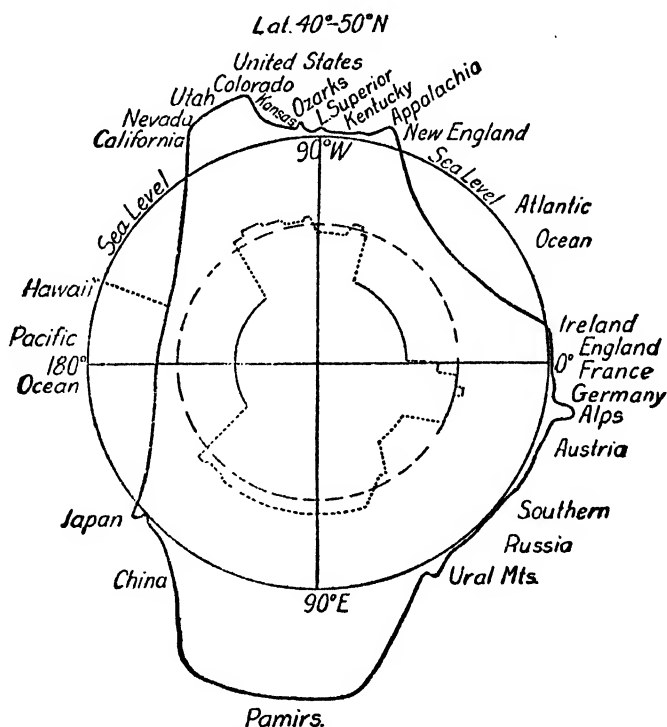 Lat. 40°-50°N
United States
Colorado
Utah
Nevada
California
Kansas
Ozarks
L. Superior
Kentucky
Appalachia
New England
90°W
Sea Level
Sea Level
Atlantic
Ocean
Hawaii
Pacific
180°
Ocean
Ireland
England
0° France
Germany
Alps
Austria
Southern
Russia
Ural Mts.
Japan
China
90°E
Pamirs.